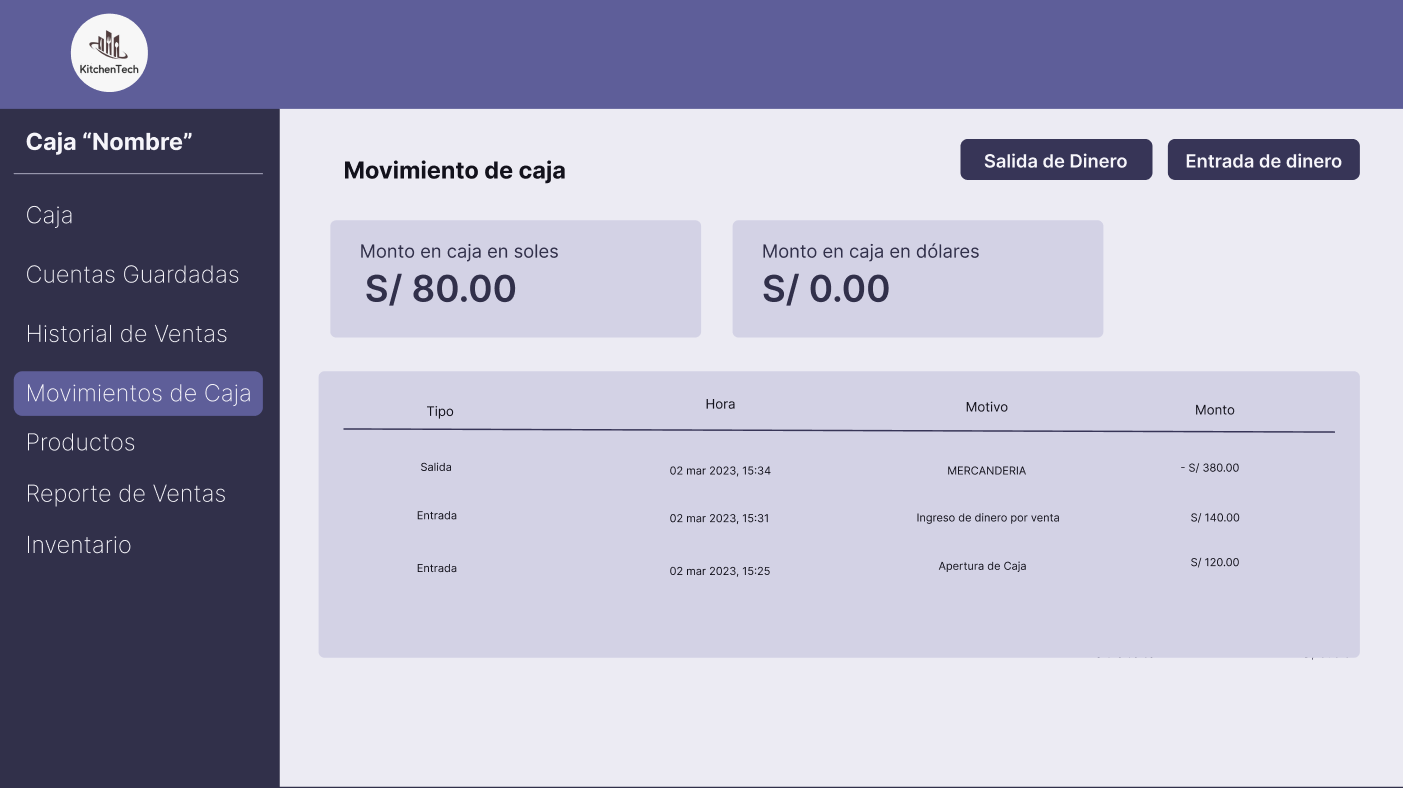 KitchenTech
Caja “Nombre”
Caja
Cuentas Guardadas
Historial de Ventas
Movimientos de Caja
Productos
Reporte de Ventas
Inventario
Movimiento de caja
Salida de Dinero
Entrada de dinero
Monto en caja en soles
S/ 80.00
Monto en caja en dólares
S/ 0.00
Tipo Hora Motivo Monto
Salida 02 mar 2023, 15:34 MERCANDERIA - S/ 380.00
Entrada 02 mar 2023, 15:31 Ingreso de dinero por venta S/ 140.00
Entrada 02 mar 2023, 15:25 Apertura de Caja S/ 120.00